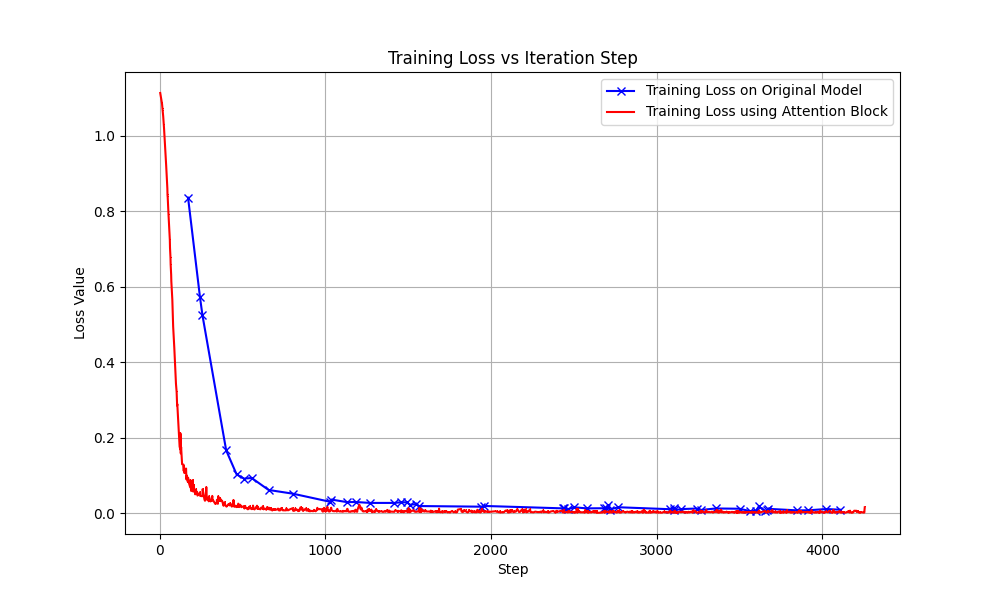 Training Loss vs Iteration Step
Training Loss on Original Model
Training Loss using Attention Block
1.0
0.8
0.6
0.4
0.2
0.0
Loss Value
0 1000 2000 3000 4000
Step